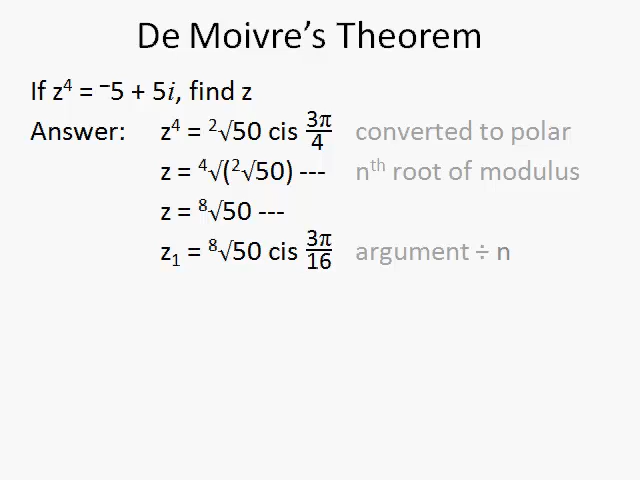 De Moivre's Theorem
If z⁴ = ⁻5 + 5i, find z
Answer: z⁴ = ²√50 cis 3π/4 converted to polar
z = ⁴√(²√50) --- nᵗʰ root of modulus
z = ⁸√50 ---
z₁ = ⁸√50 cis 3π/16 argument ÷ n